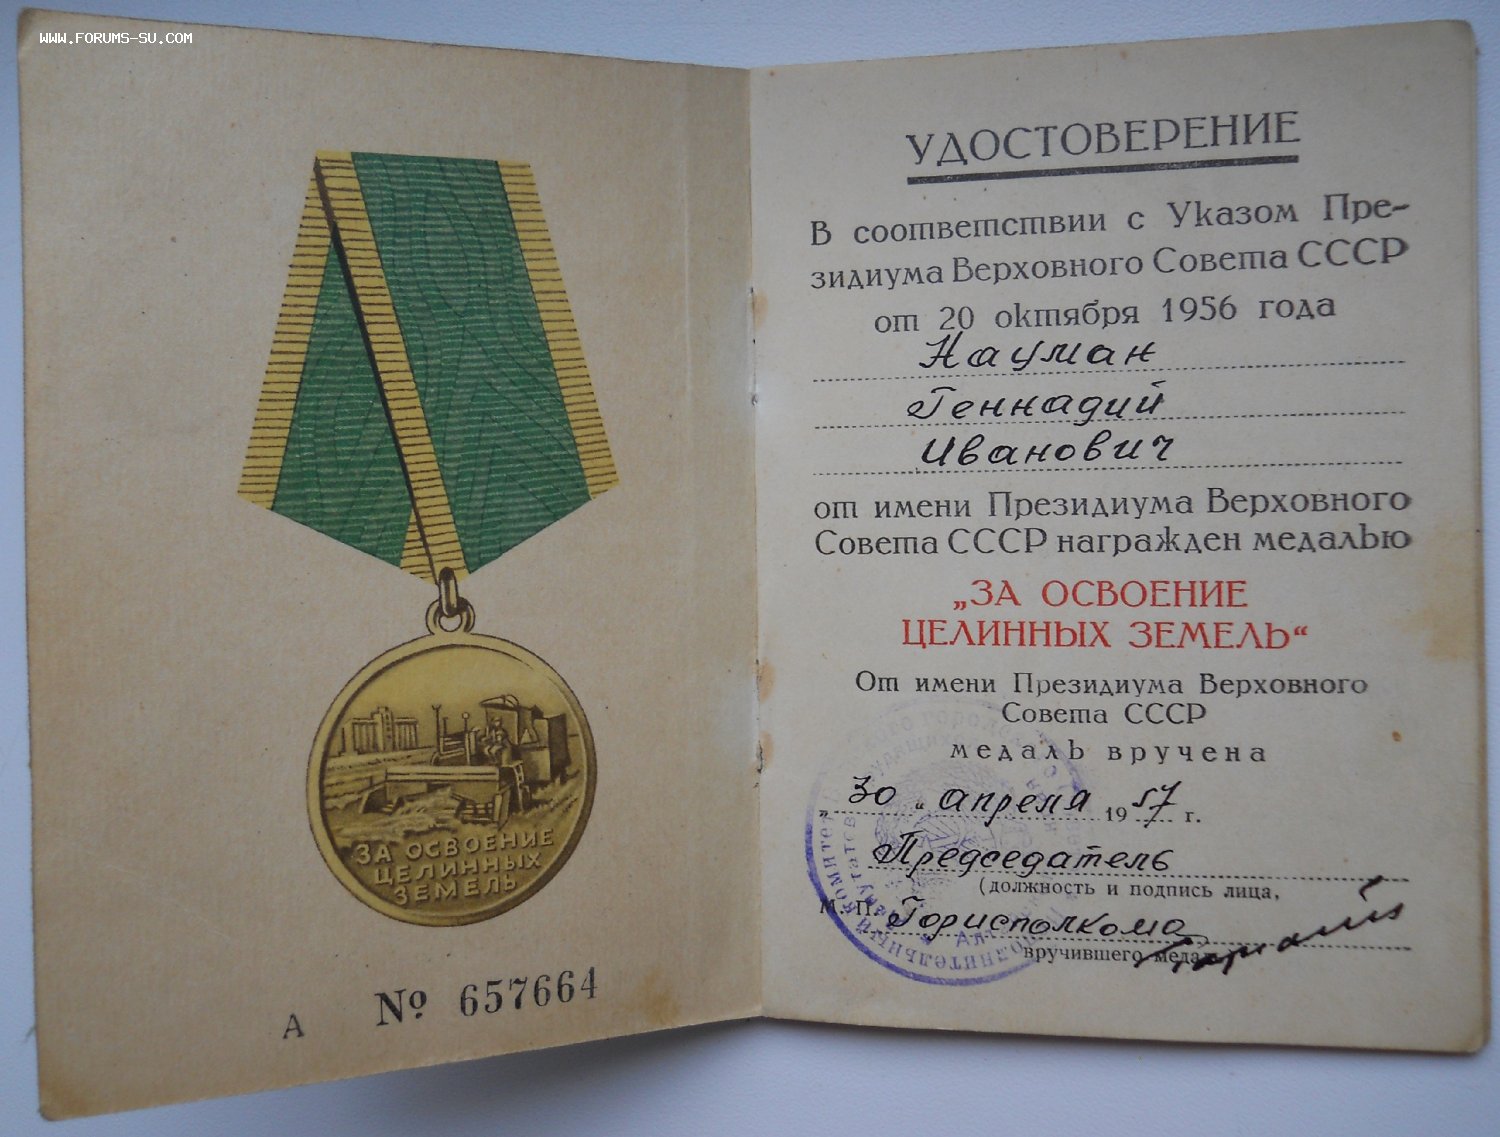 www.forums-su.com
ЗА ОСВОЕНИЕ
ЦЕЛИННЫХ
ЗЕМЕЛЬ
А № 657664
УДОСТОВЕРЕНИЕ
В соответствии с Указом Пре-
зидиума Верховного Совета СССР
от 20 октября 1956 года
Науман
Геннадий
Иванович
от имени Президиума Верховного
Совета СССР награжден медалью
„ЗА ОСВОЕНИЕ
ЦЕЛИННЫХ ЗЕМЕЛЬ“
От имени Президиума Верховного
Совета СССР
медаль вручена
„30“ апреля 1957 г.
Председатель
(должность и подпись лица,
М. П. Горисполкома
вручившего медаль)